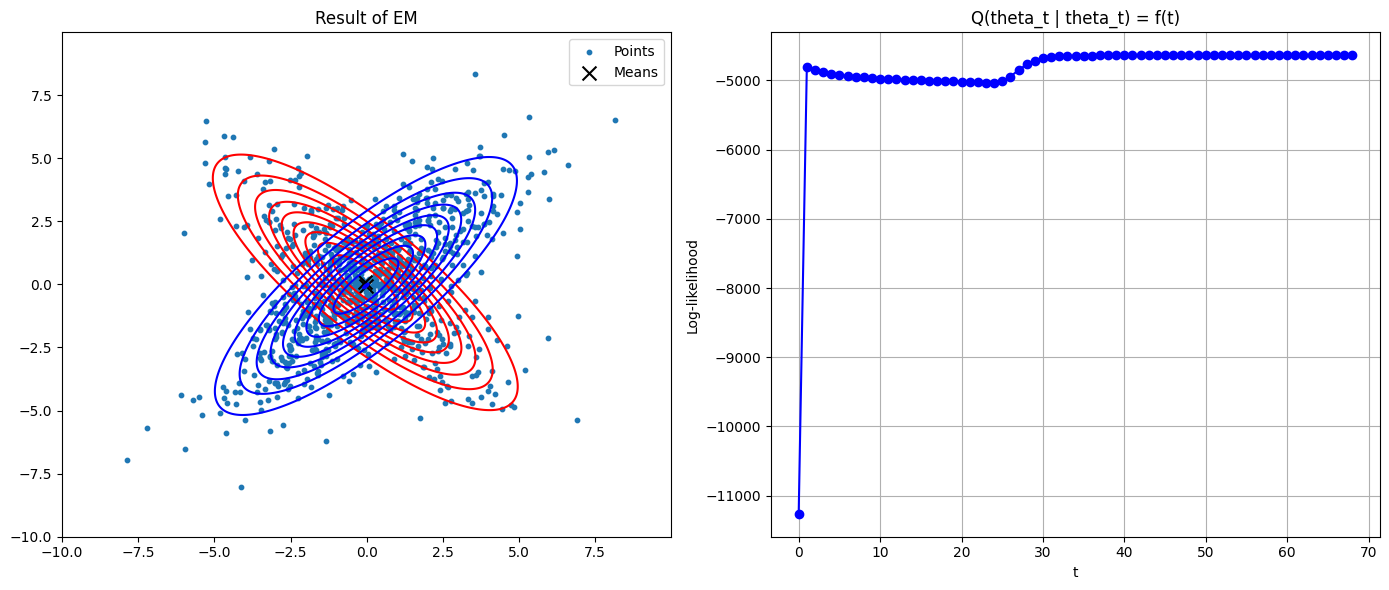 Result of EM
Points
Means
7.5
5.0
2.5
0.0
−2.5
−5.0
−7.5
−10.0
−10.0 −7.5 −5.0 −2.5 0.0 2.5 5.0 7.5
Q(theta_t | theta_t) = f(t)
Log-likelihood
−5000
−6000
−7000
−8000
−9000
−10000
−11000
0 10 20 30 40 50 60 70
t